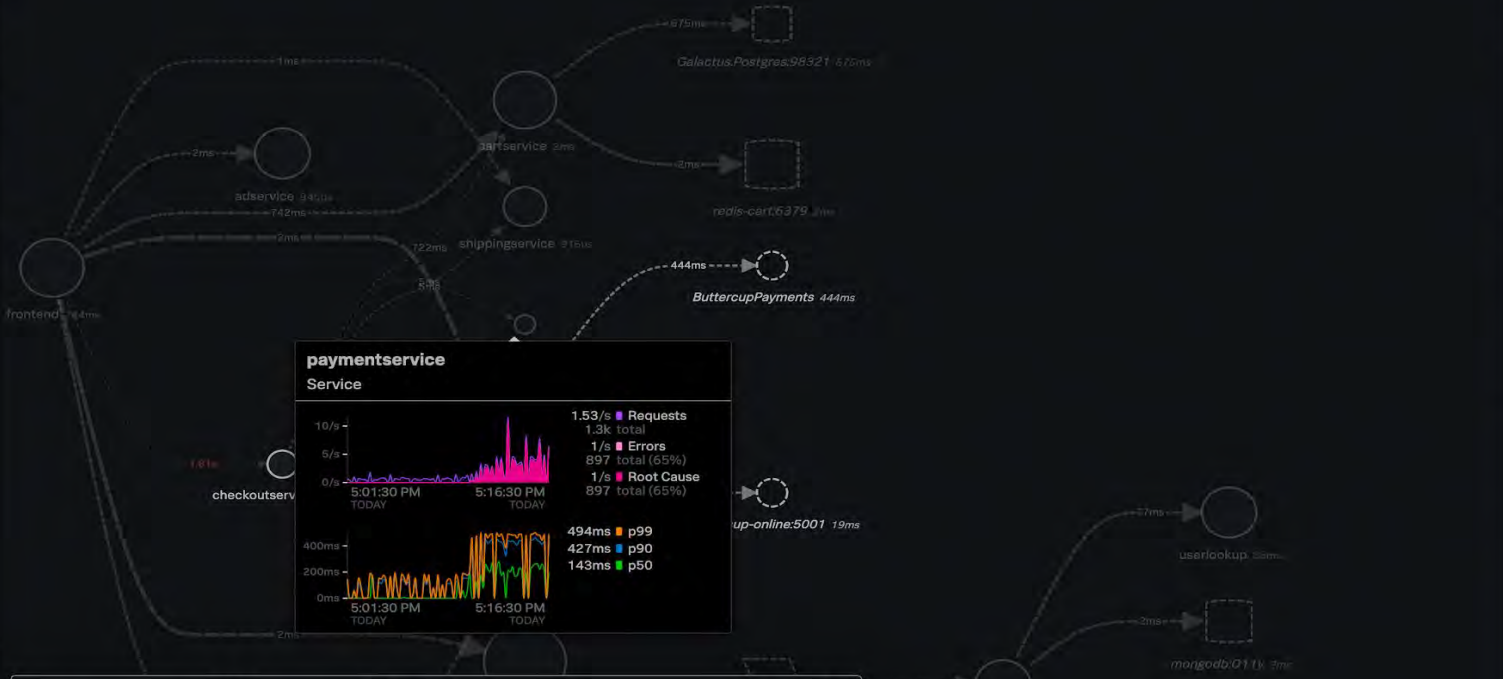 675ms
Galactus.Postgres:98321 675ms
1ms
2ms
cartservice 3ms
2ms
adservice
742ms
redis-cart:6379 2ms
2ms
722ms
shippingservice
444ms
ButtercupPayments 444ms
frontend
paymentservice
Service
10/s
5/s
0/s
5:01:30 PM
TODAY
5:16:30 PM
TODAY
1.53/s Requests
1.3k total
1/s Errors
897 total (65%)
1/s Root Cause
897 total (65%)
400ms
200ms
0ms
5:01:30 PM
TODAY
5:16:30 PM
TODAY
494ms p99
427ms p90
143ms p50
1.61s
checkoutserv
up-online:5001 19ms
userlookup
2ms
2ms